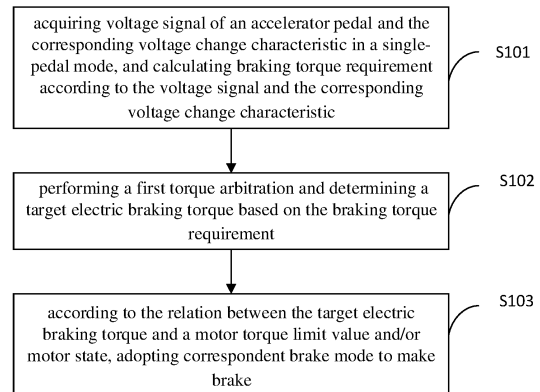 acquiring voltage signal of an accelerator pedal and the
corresponding voltage change characteristic in a single-
pedal mode, and calculating braking torque requirement
according to the voltage signal and the corresponding
voltage change characteristic
S101
performing a first torque arbitration and determining a
target electric braking torque based on the braking torque
requirement
S102
according to the relation between the target electric
braking torque and a motor torque limit value and/or
motor state, adopting correspondent brake mode to make
brake
S103